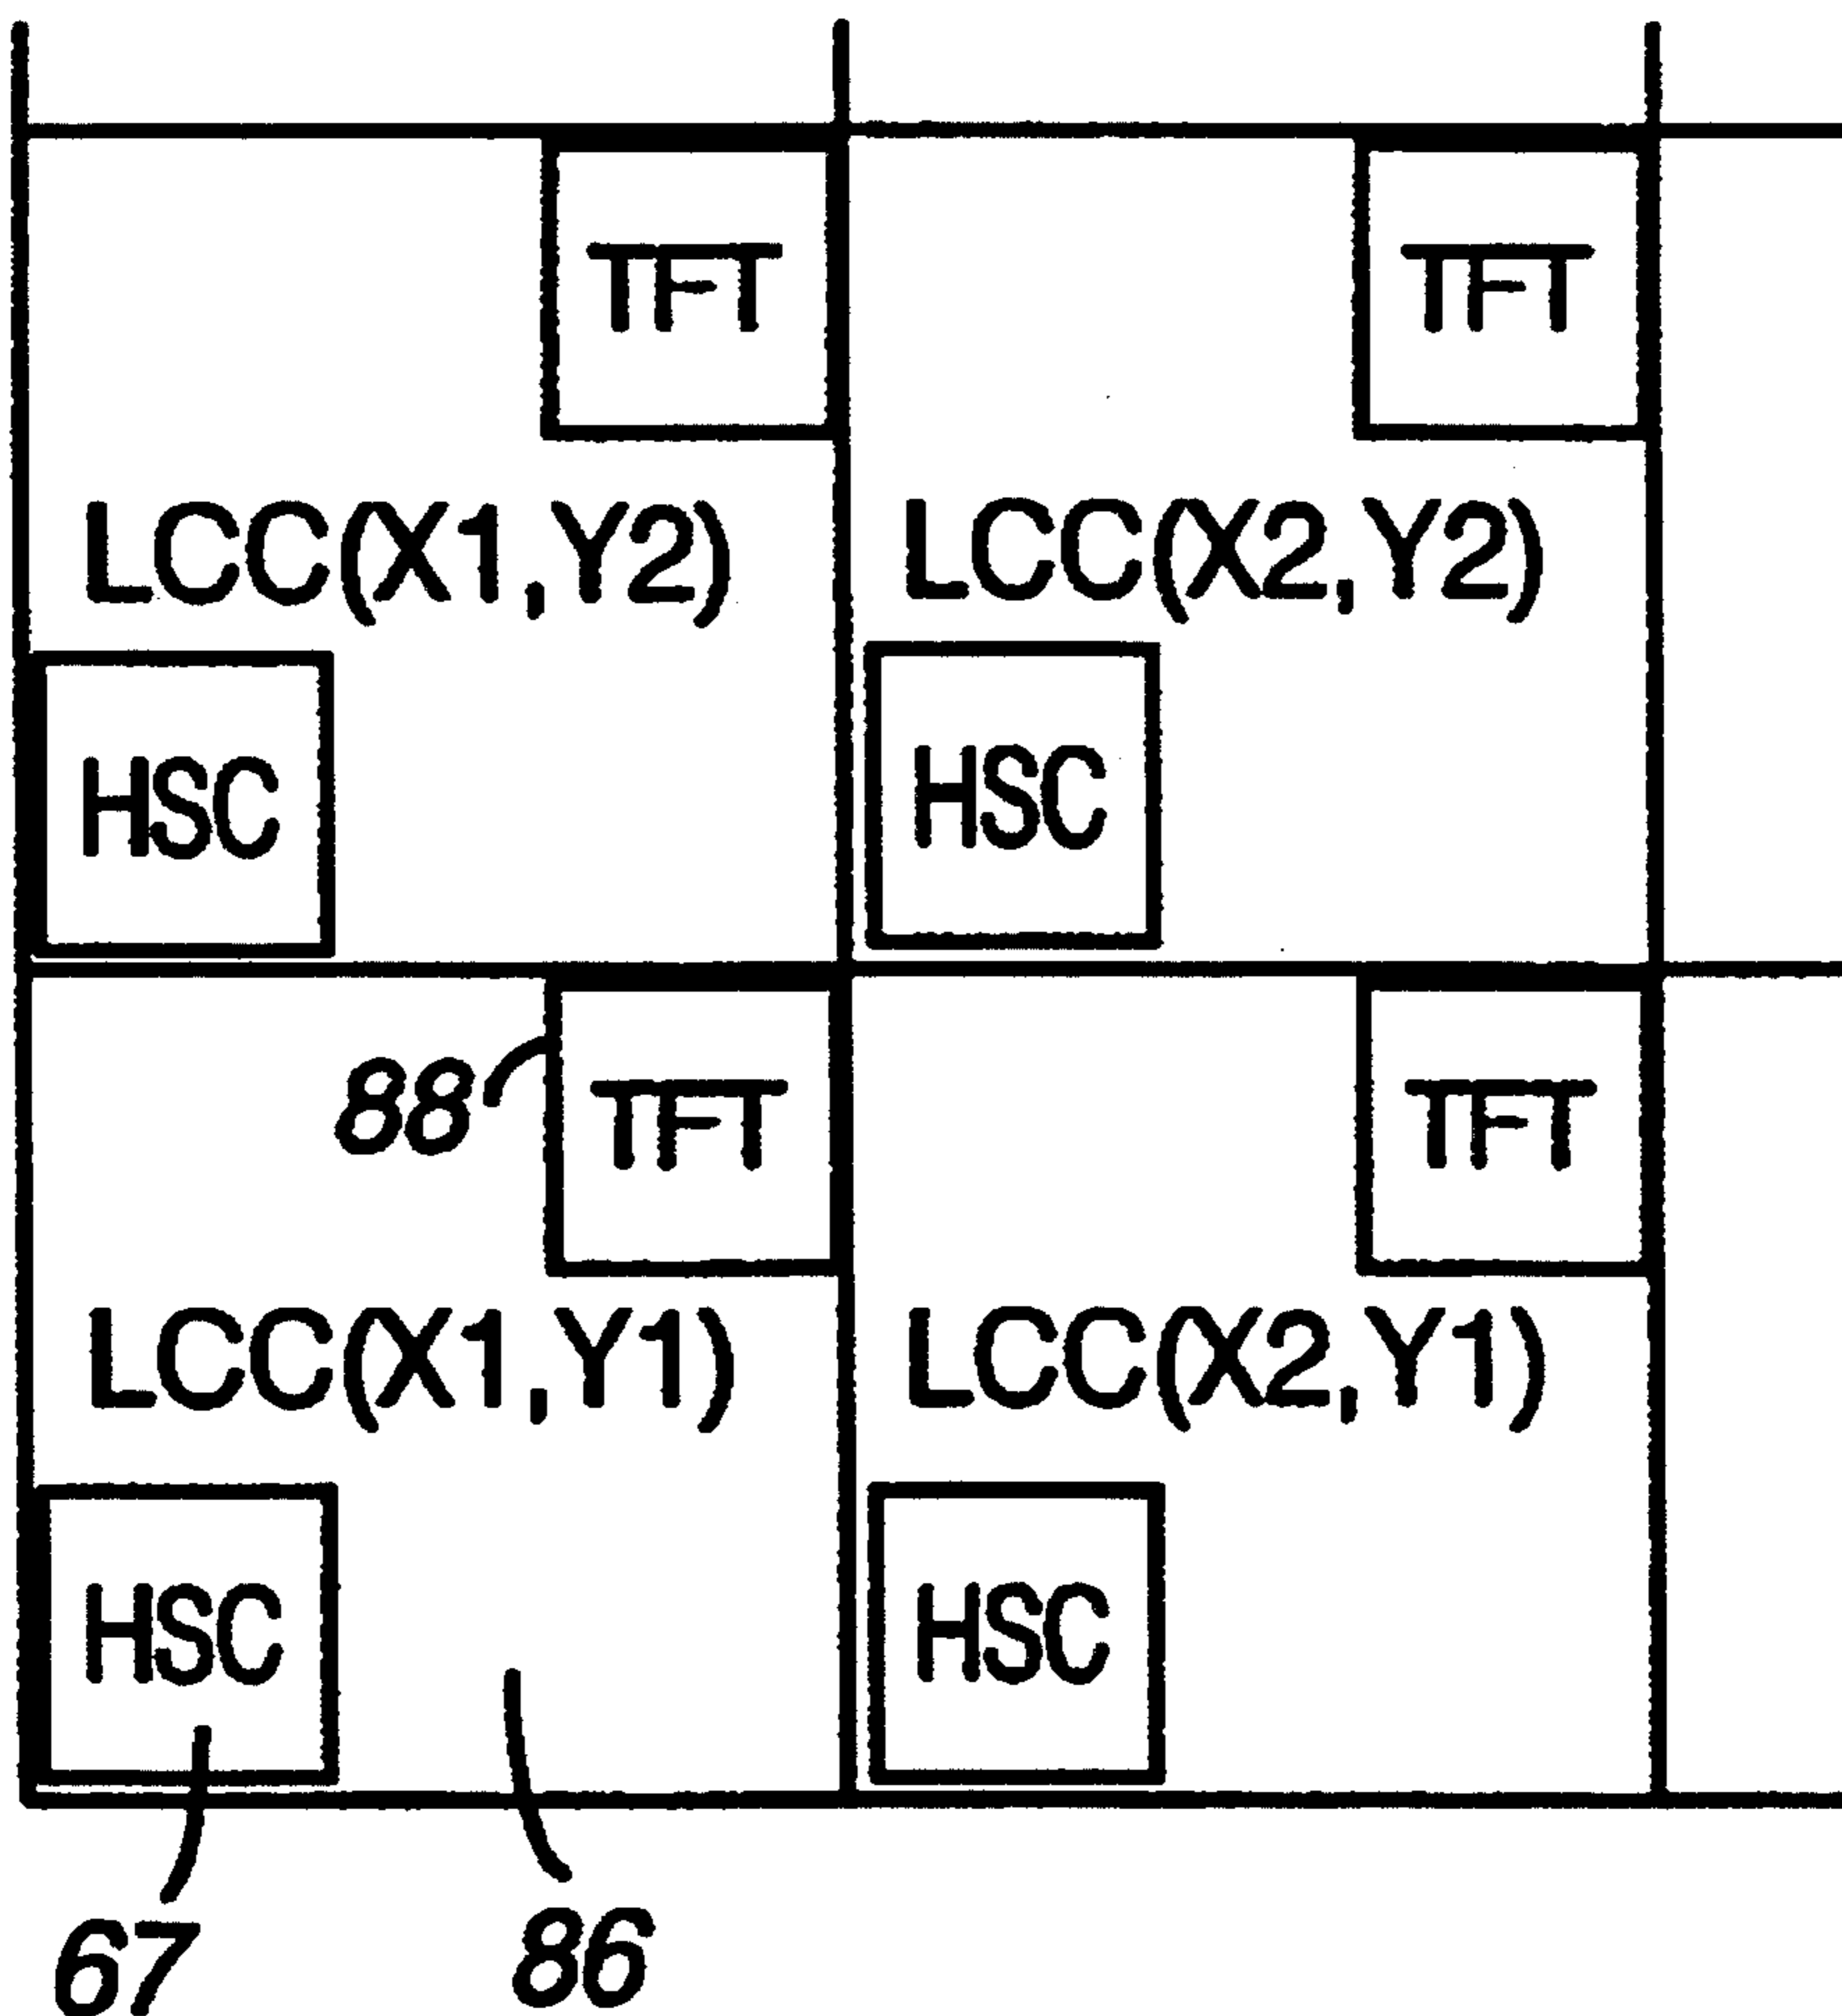 TFT TFT
LCC(X1,Y2) LCC(X2,Y2)
HSC HSC
88 TFT TFT
LCC(X1,Y1) LCC(X2,Y1)
HSC HSC
67 86